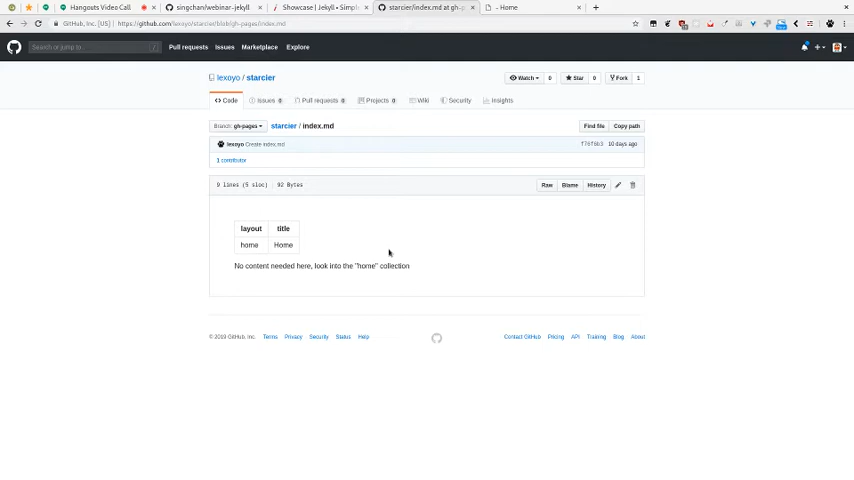 Hangouts Video Call
singchan/webinar-jekyll
Showcase | Jekyll • Simple
starcier/index.md at gh-p
- Home
GitHub, Inc. [US]
https://github.com/lexoyo/starcier/blob/gh-pages/index.md
Search or jump to...
Pull requests
Issues
Marketplace
Explore
lexoyo / starcier
Watch
0
Star
0
Fork
1
Code
Issues 0
Pull requests 0
Projects 0
Wiki
Security
Insights
Branch: gh-pages
starcier / index.md
Find file
Copy path
lexoyo Create index.md
10 days ago
1 contributor
9 lines (5 sloc)
92 Bytes
Raw
Blame
History
layout
title
home
Home
No content needed here, look into the "home" collection
© 2019 GitHub, Inc.
Terms
Privacy
Security
Status
Help
Contact GitHub
Pricing
API
Training
Blog
About